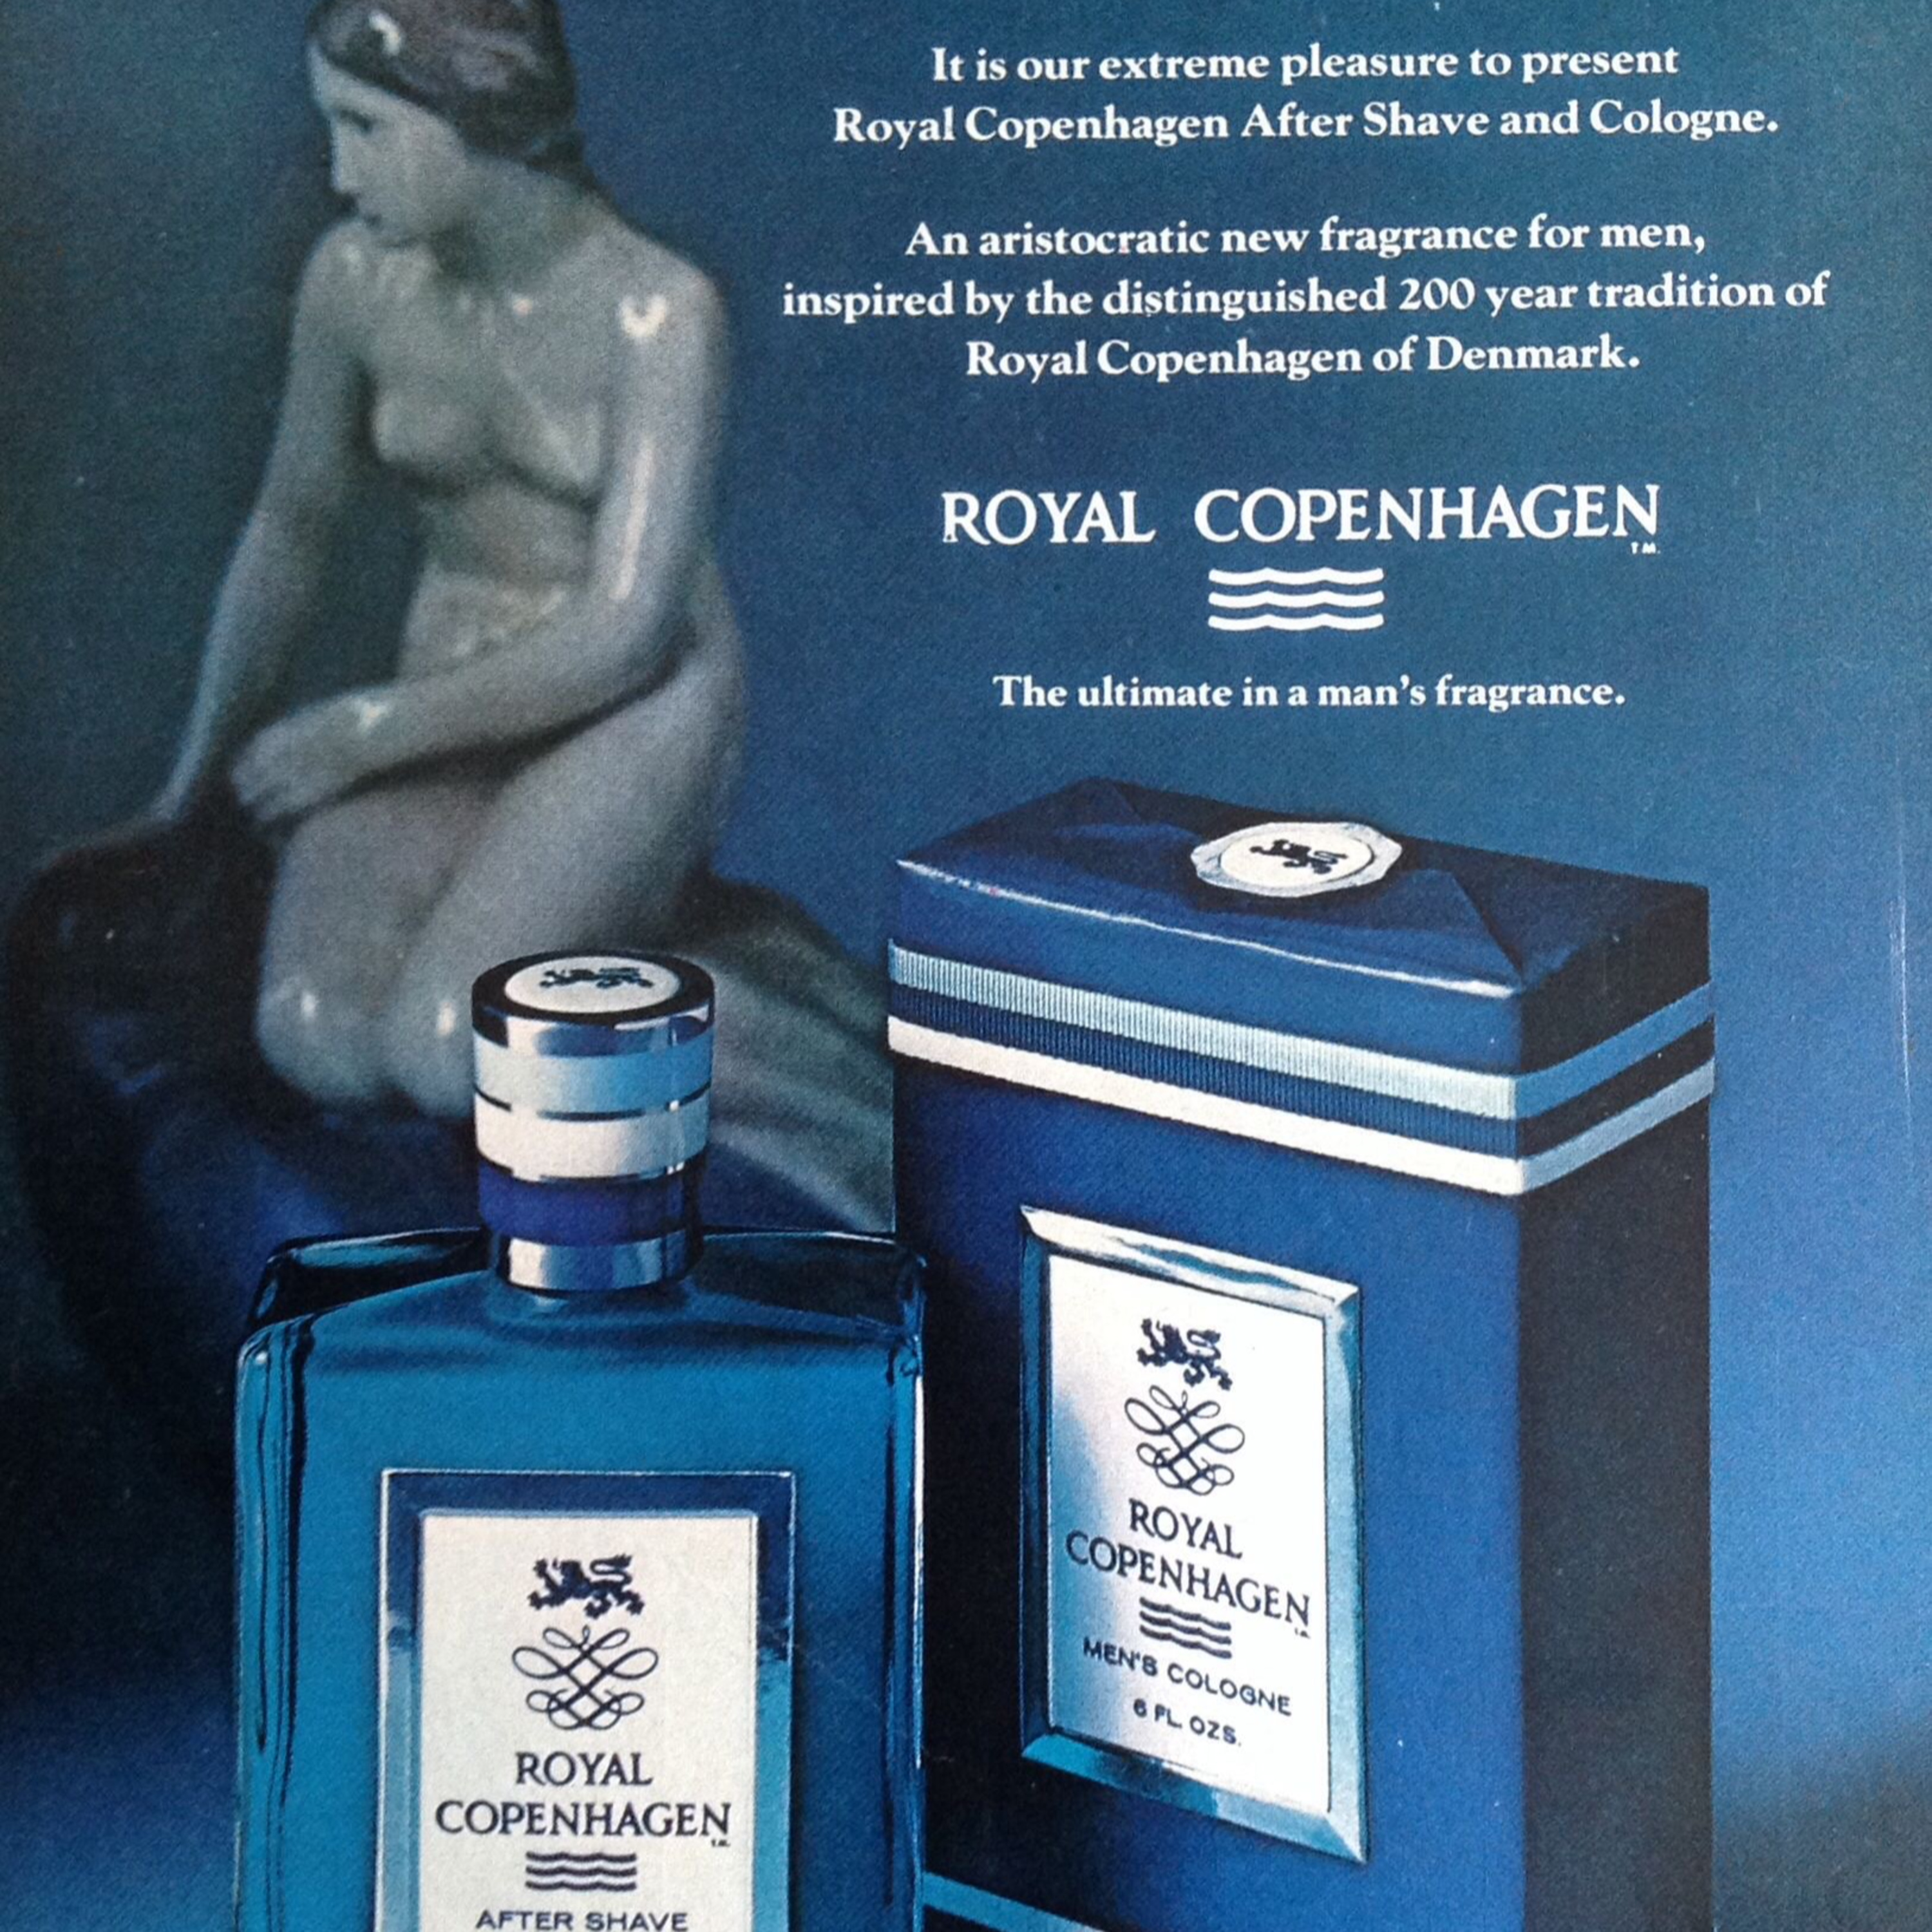 It is our extreme pleasure to present
Royal Copenhagen After Shave and Cologne.
An aristocratic new fragrance for men,
inspired by the distinguished 200 year tradition of
Royal Copenhagen of Denmark.
ROYAL COPENHAGEN
TM.
The ultimate in a man's fragrance.
ROYAL
COPENHAGEN
MEN'S COLOGNE
6 FL. OZS.
ROYAL
COPENHAGEN
AFTER SHAVE